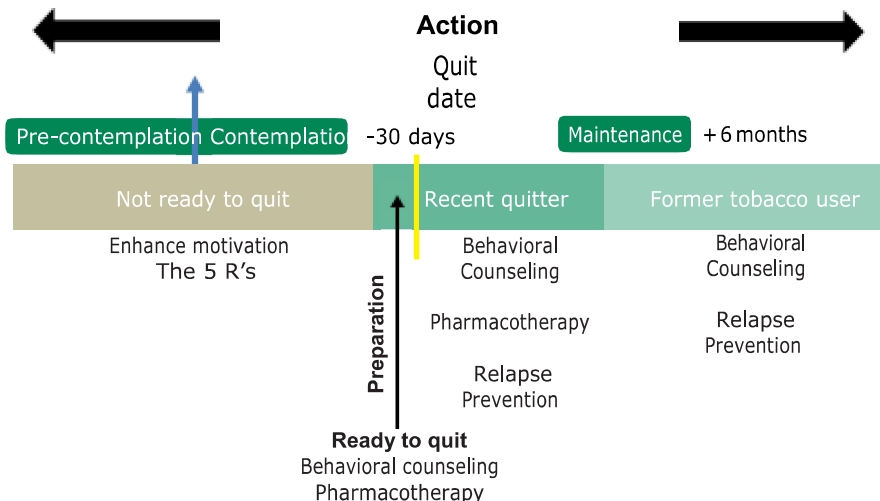 Action
Quit
date
Pre-contemplation Contemplation
-30 days
Maintenance
+ 6 months
Not ready to quit
Recent quitter
Former tobacco user
Enhance motivation
The 5 R's
Behavioral
Counseling
Pharmacotherapy
Relapse
Prevention
Behavioral
Counseling
Relapse
Prevention
Preparation
Ready to quit
Behavioral counseling
Pharmacotherapy